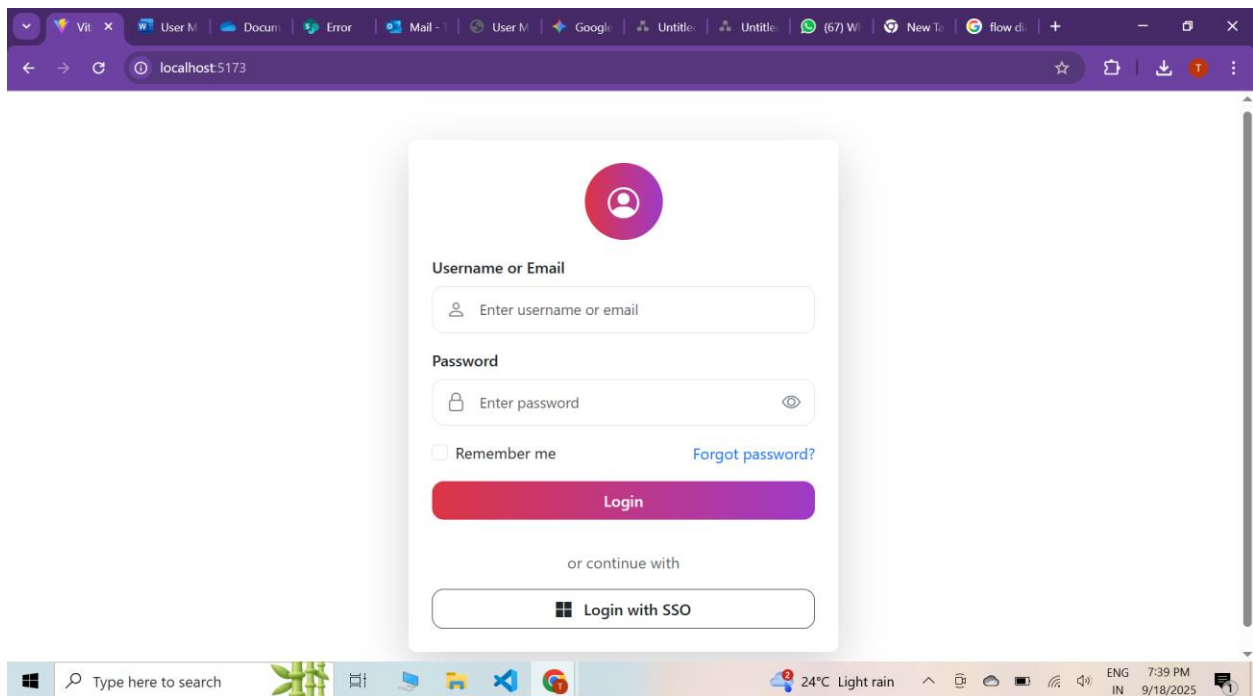 Vit
User M
Docum
Error
Mail -
User M
Google
Untitle
Untitle
(67) W
New Ta
flow di
localhost:5173
Username or Email
Enter username or email
Password
Enter password
Remember me Forgot password?
Login
or continue with
Login with SSO
Type here to search
2
24°C Light rain
ENG
IN
7:39 PM
9/18/2025
1